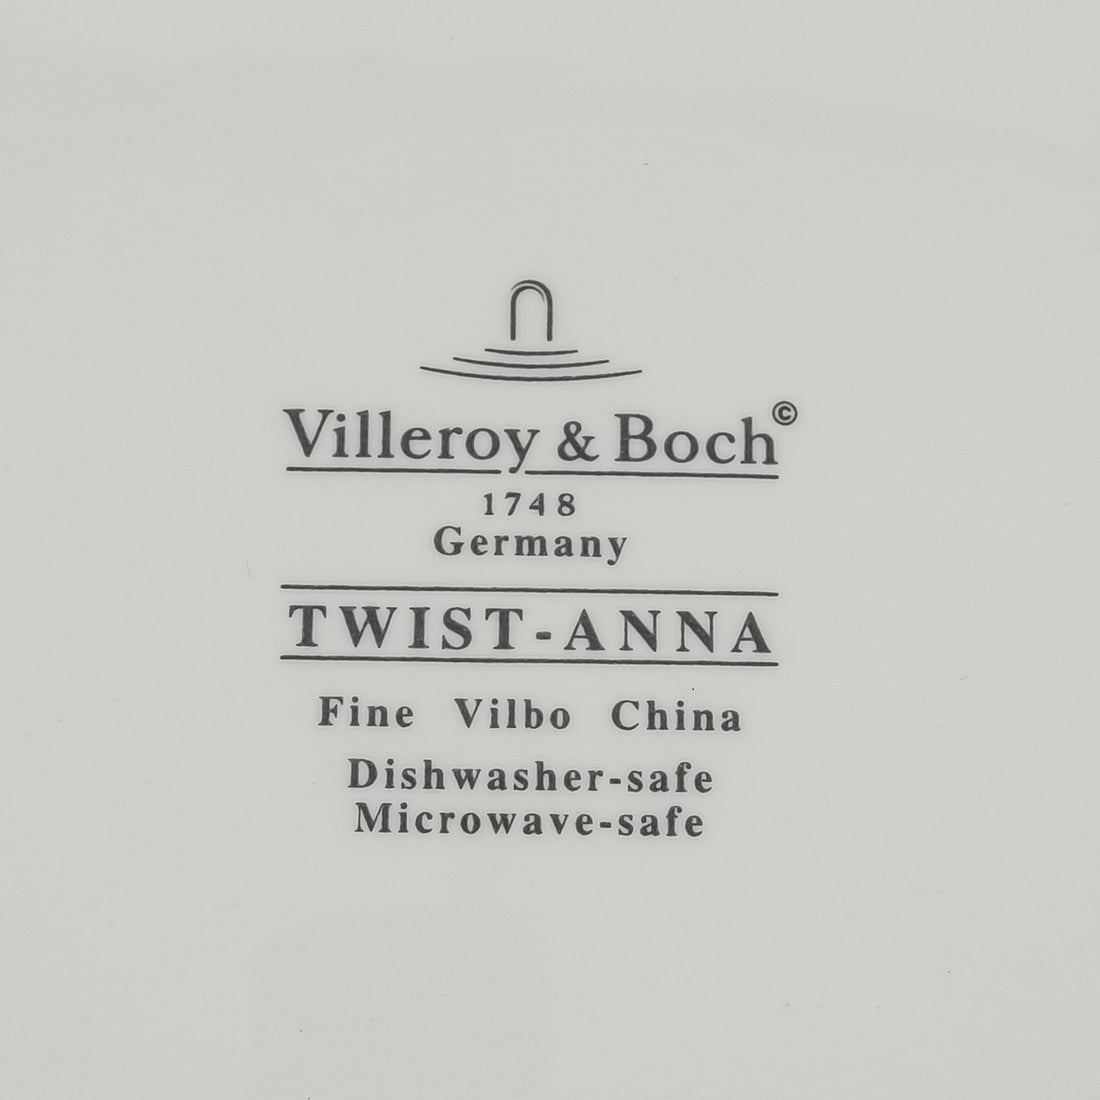 Villeroy & Boch©
1748
Germany
TWIST-ANNA
Fine Vilbo China
Dishwasher-safe
Microwave-safe